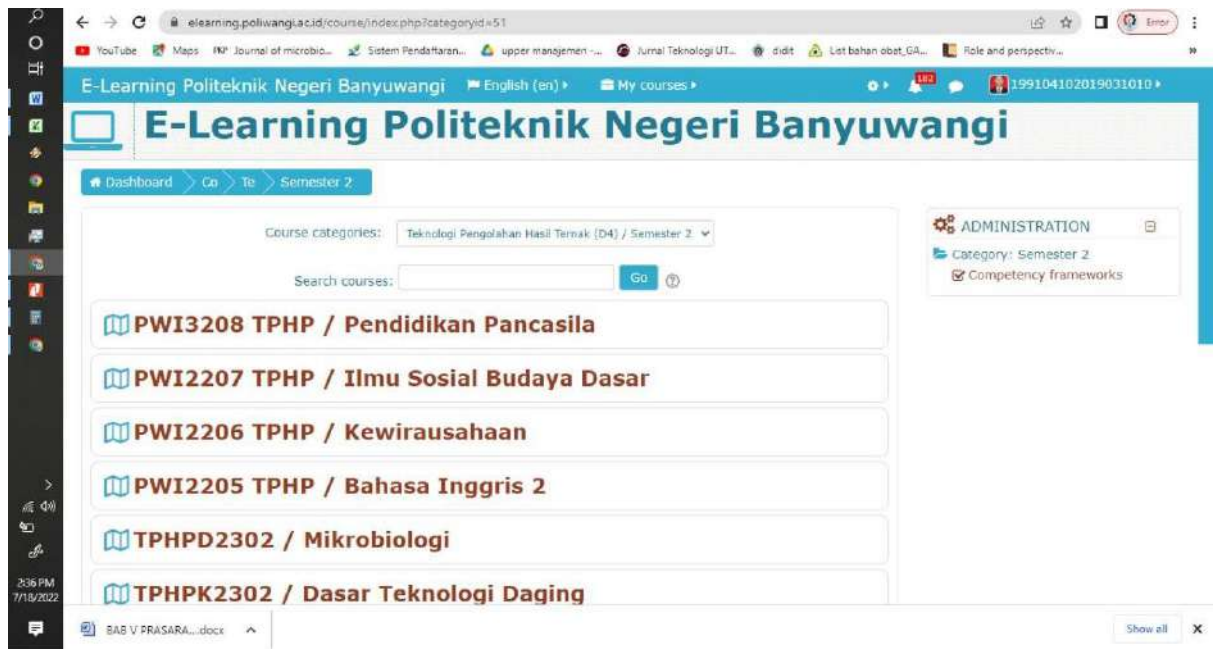 elearning.poliwangi.ac.id/course/index.php?categoryid=51
Error
YouTube Maps Journal of microbio... Sistem Pendaftaran... upper manajemen -... Jurnal Teknologi UT... didit List bahan obat_GA... Role and perspectiv... »
E-Learning Politeknik Negeri Banyuwangi English (en) My courses 182 199104102019031010
E-Learning Politeknik Negeri Banyuwangi
Dashboard Co Te Semester 2
Course categories: Teknologi Pengolahan Hasil Ternak (D4) / Semester 2
Search courses: Go
ADMINISTRATION
Category: Semester 2
Competency frameworks
PWI3208 TPHP / Pendidikan Pancasila
PWI2207 TPHP / Ilmu Sosial Budaya Dasar
PWI2206 TPHP / Kewirausahaan
PWI2205 TPHP / Bahasa Inggris 2
TPHPD2302 / Mikrobiologi
TPHPK2302 / Dasar Teknologi Daging
2:36 PM
7/18/2022
BAB V PRASARA....docx Show all X